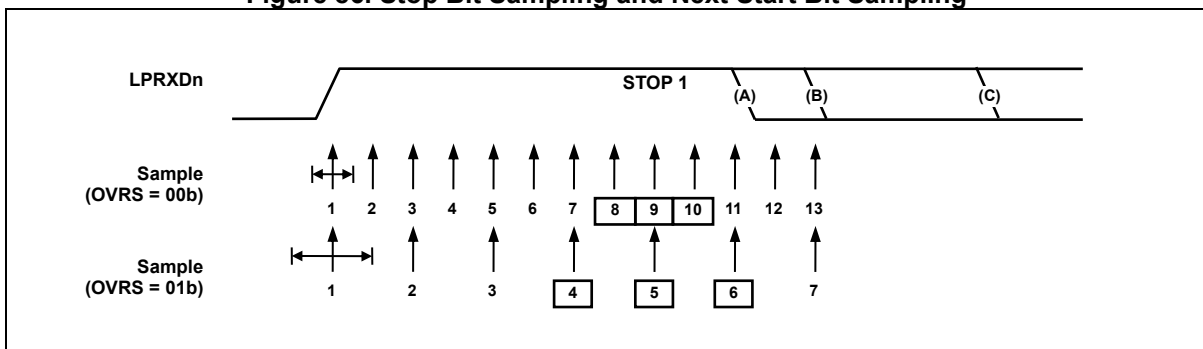 Figure 86. Stop Bit Sampling and Next Start Bit Sampling
LPRXDn
STOP 1
(A)
(B)
(C)
Sample
(OVRS = 00b)
1 2 3 4 5 6 7 8 9 10 11 12 13
Sample
(OVRS = 01b)
1 2 3 4 5 6 7